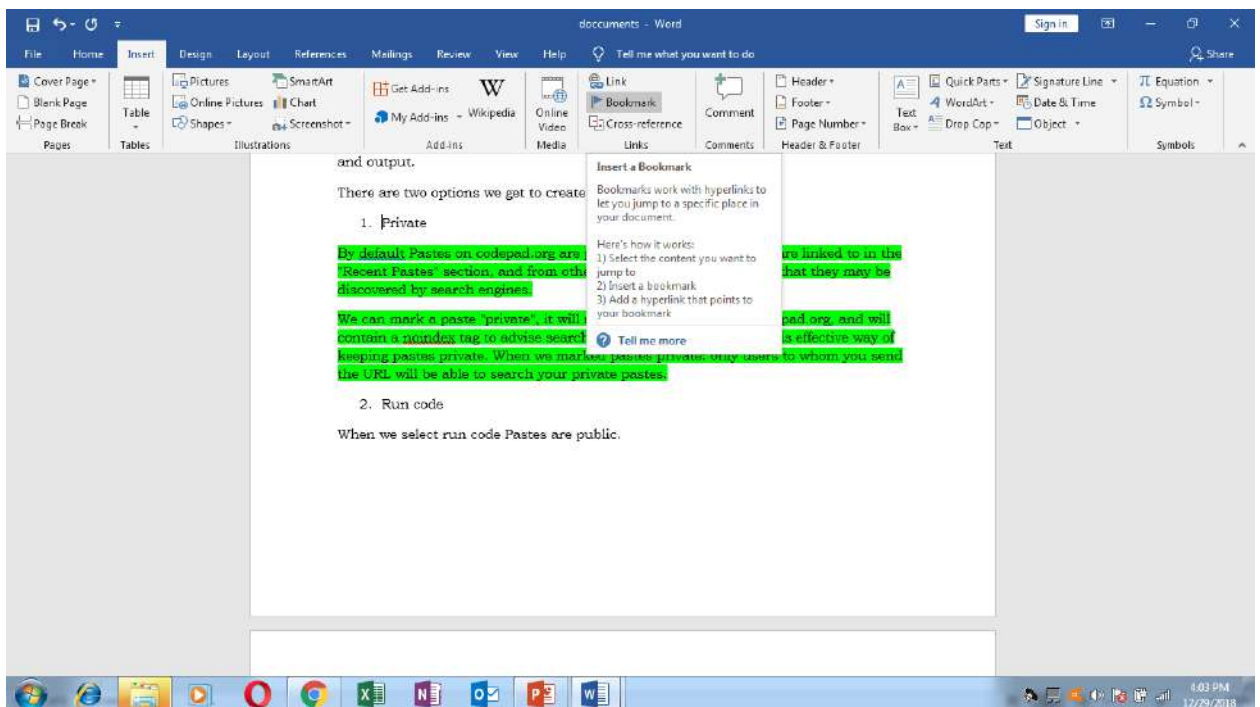 doccuments - Word
Sign in
File Home Insert Design Layout References Mailings Review View Help Tell me what you want to do Share
Cover Page
Blank Page
Page Break
Pages
Table
Tables
Pictures
Online Pictures
Shapes
SmartArt
Chart
Screenshot
Illustrations
Get Add-ins
My Add-ins
W
Wikipedia
Add-ins
Online
Video
Media
Link
Bookmark
Cross-reference
Links
Comment
Comments
Header
Footer
Page Number
Header & Footer
A
Text
Box
Quick Parts
WordArt
Drop Cap
Signature Line
Date & Time
Object
Text
π Equation
Ω Symbol
Symbols
and output.
There are two options we get to create
1. Private
By default Pastes on codepad.org are re linked to in the
"Recent Pastes" section, and from oth that they may be
discovered by search engines.
We can mark a paste "private", it will pad.org, and will
contain a noindex tag to advise search is effective way of
keeping pastes private. When we marked pastes private, only users to whom you send
the URL will be able to search your private pastes.
2. Run code
When we select run code Pastes are public.
Insert a Bookmark
Bookmarks work with hyperlinks to
let you jump to a specific place in
your document.
Here's how it works:
1) Select the content you want to
jump to
2) Insert a bookmark
3) Add a hyperlink that points to
your bookmark
Tell me more
4:03 PM
12/29/2018